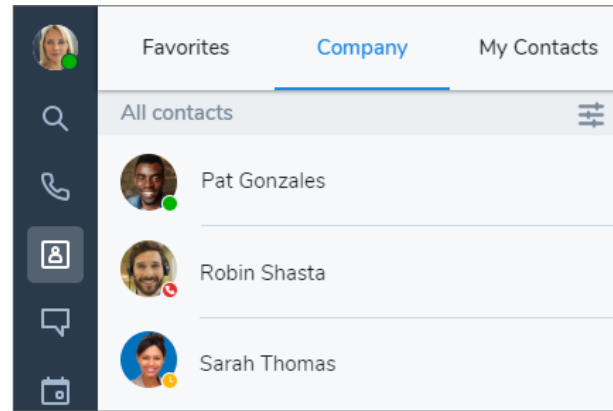 Favorites Company My Contacts
All contacts
Pat Gonzales
Robin Shasta
Sarah Thomas